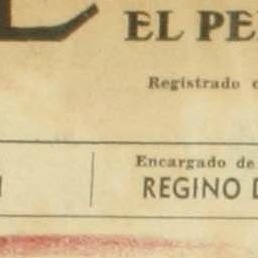 EL PE
Registrado
Encargado de
REGINO D